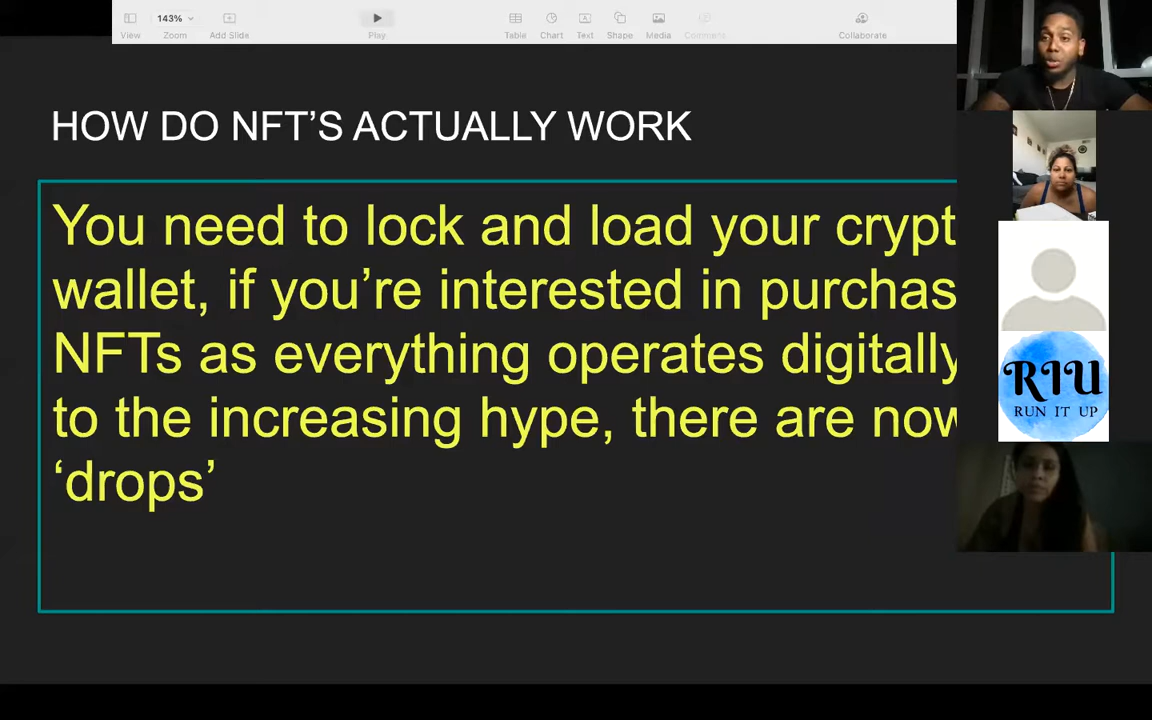 143%
View
Zoom
Add Slide
Play
Table
Chart
Text
Shape
Media
Comment
Collaborate
HOW DO NFT’S ACTUALLY WORK
You need to lock and load your crypt
wallet, if you’re interested in purchas
NFTs as everything operates digitally
to the increasing hype, there are now
‘drops’
RIU
RUN IT UP